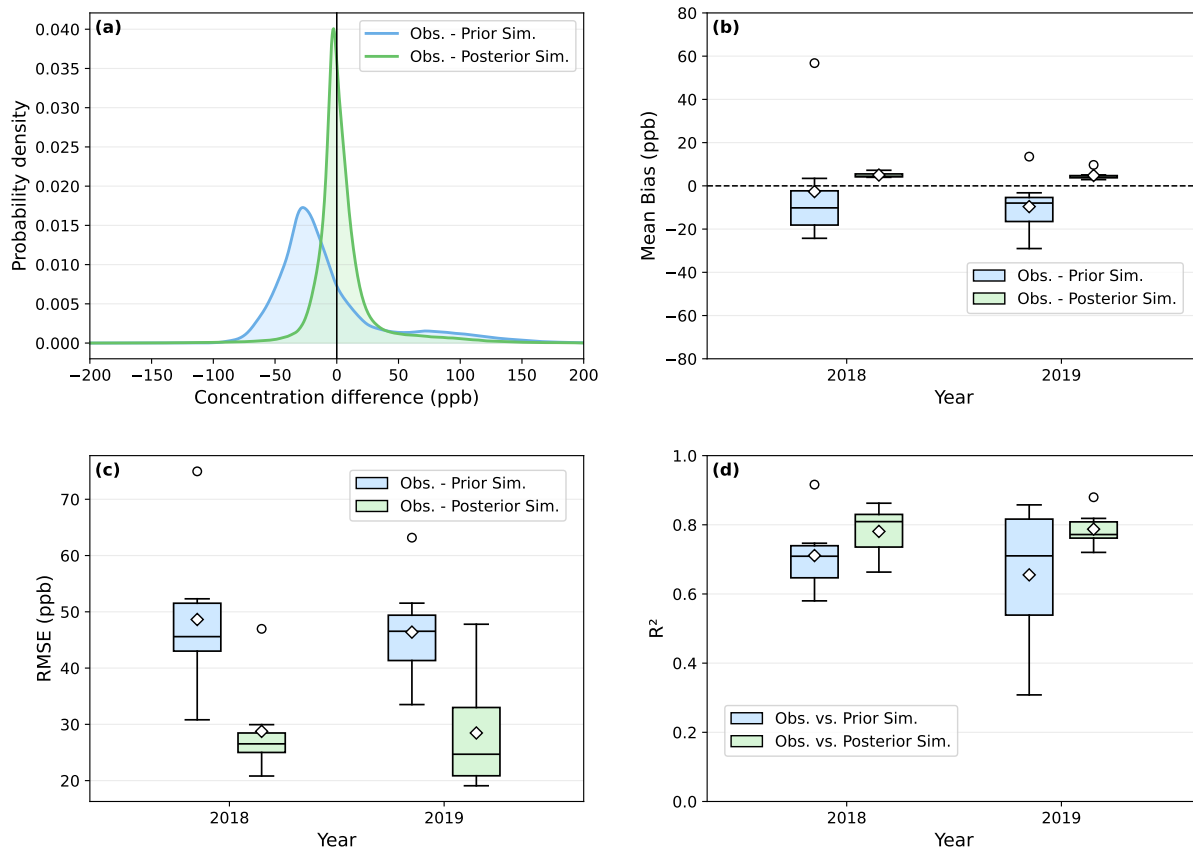 (a)
Obs. - Prior Sim.
Obs. - Posterior Sim.
0.040
0.035
0.030
0.025
0.020
0.015
0.010
0.005
0.000
Probability density
−200 −150 −100 −50 0 50 100 150 200
Concentration difference (ppb)
(b)
80
60
40
20
0
−20
−40
−60
−80
Mean Bias (ppb)
Obs. - Prior Sim.
Obs. - Posterior Sim.
2018 2019
Year
(c)
Obs. - Prior Sim.
Obs. - Posterior Sim.
70
60
50
40
30
20
RMSE (ppb)
2018 2019
Year
(d)
1.0
0.8
0.6
0.4
0.2
0.0
R²
Obs. vs. Prior Sim.
Obs. vs. Posterior Sim.
2018 2019
Year